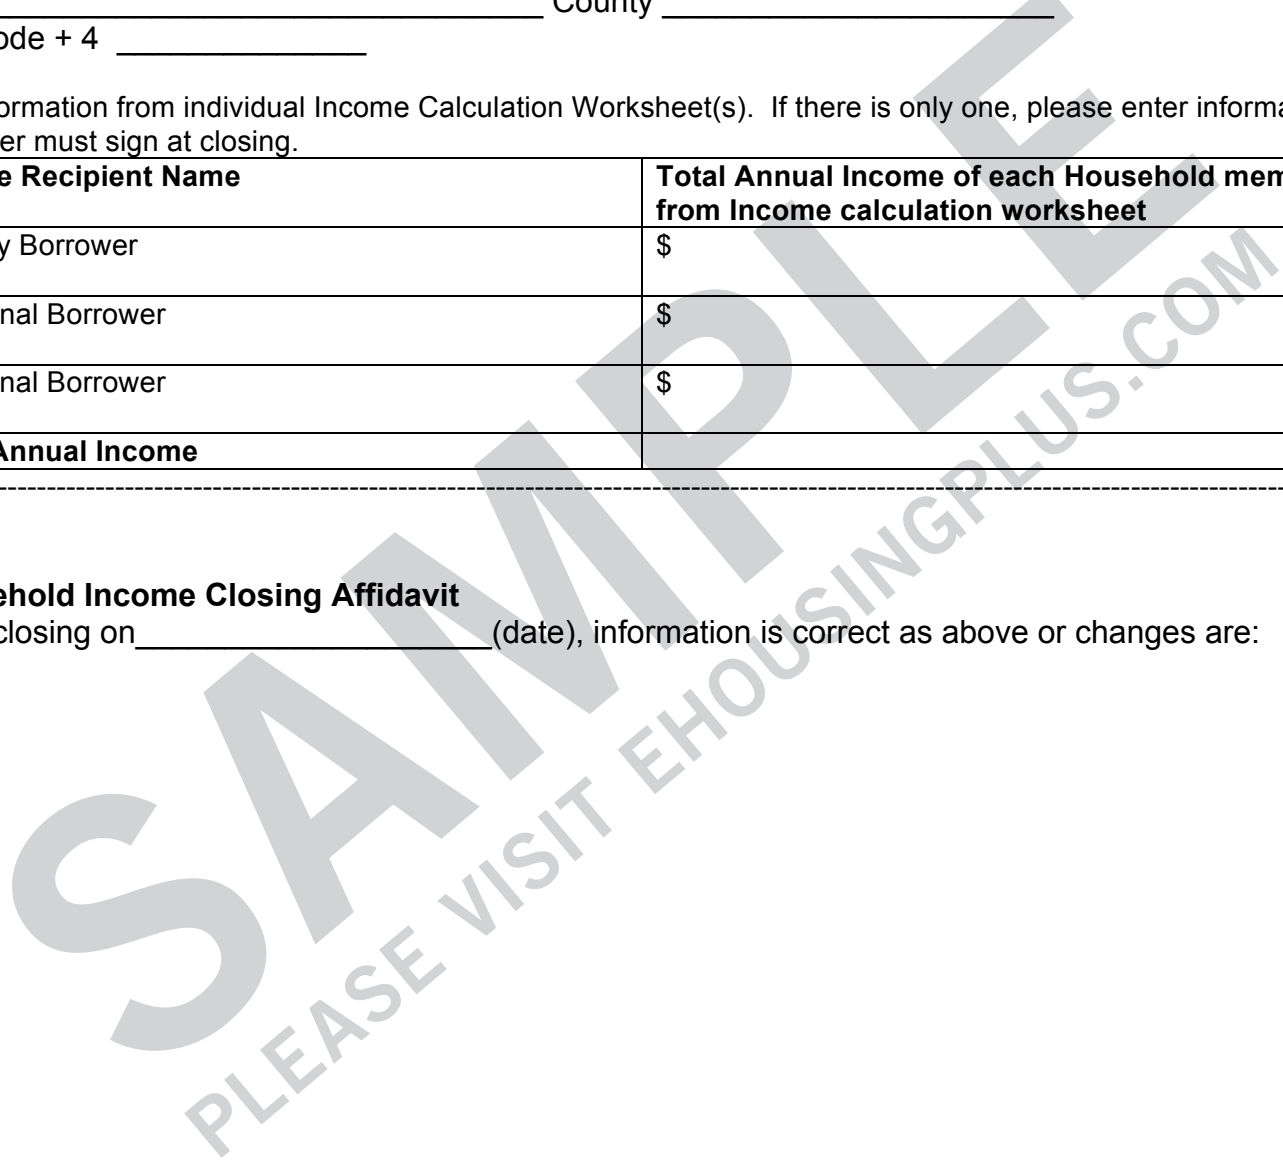 County
ode + 4
ormation from individual Income Calculation Worksheet(s). If there is only one, please enter informa
er must sign at closing.
e Recipient Name
Total Annual Income of each Household mem
from Income calculation worksheet
y Borrower
$
nal Borrower
$
nal Borrower
$
Annual Income
ehold Income Closing Affidavit
closing on____________________(date), information is correct as above or changes are:
SAMPLE
PLEASE VISIT EHOUSINGPLUS.COM